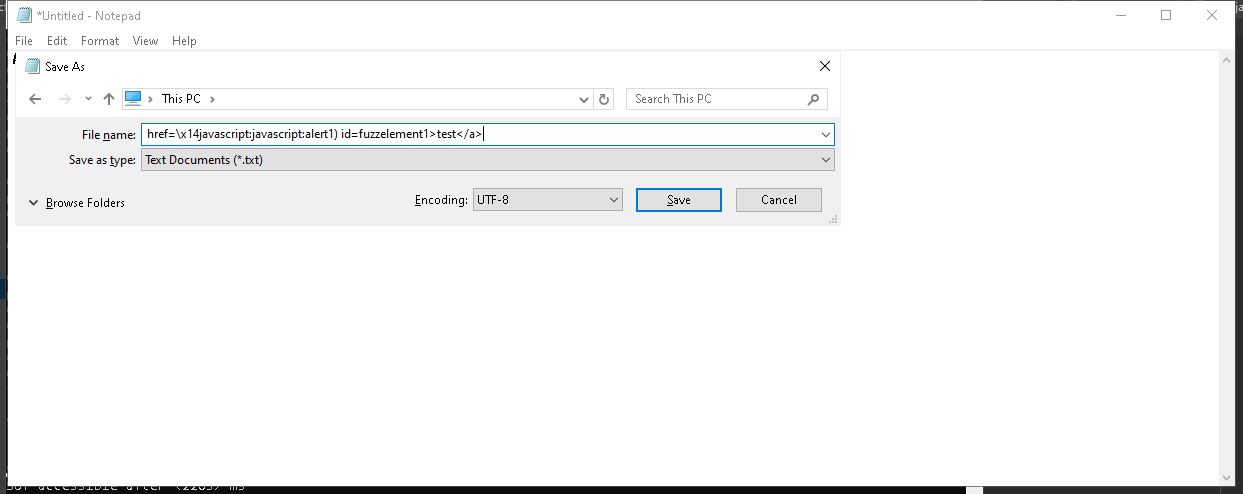 *Untitled - Notepad
File Edit Format View Help
Save As
This PC
Search This PC
File name: href=\x14javascript:javascript:alert1) id=fuzzelement1>test</a>
Save as type: Text Documents (*.txt)
Browse Folders
Encoding: UTF-8
Save
Cancel